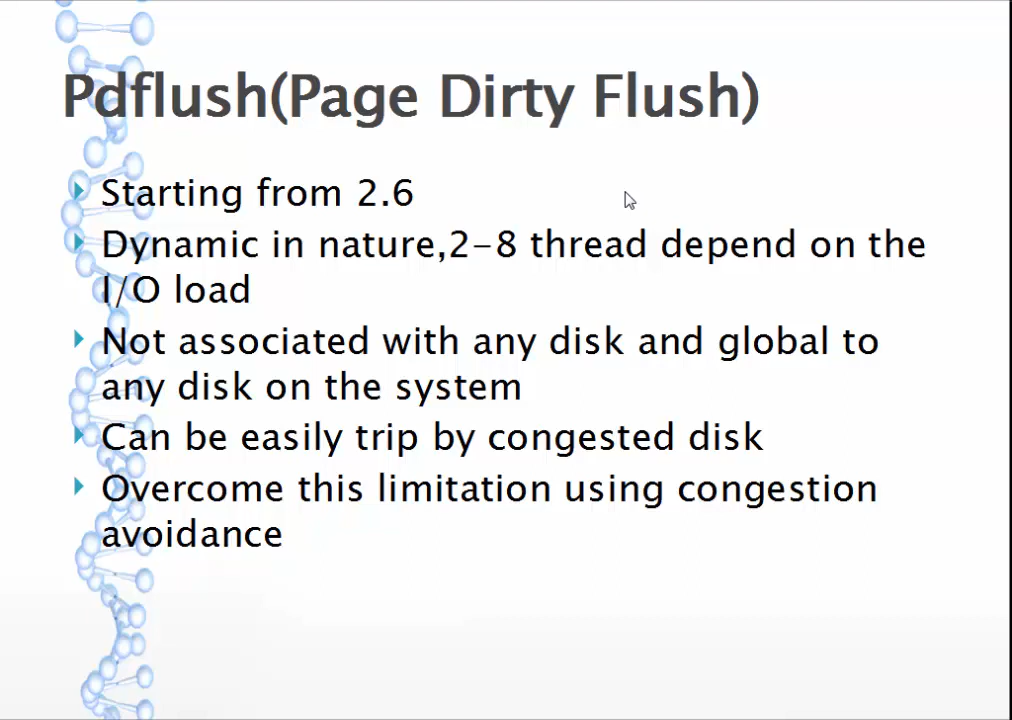 Pdflush(Page Dirty Flush)
Starting from 2.6
Dynamic in nature,2-8 thread depend on the
I/O load
Not associated with any disk and global to
any disk on the system
Can be easily trip by congested disk
Overcome this limitation using congestion
avoidance